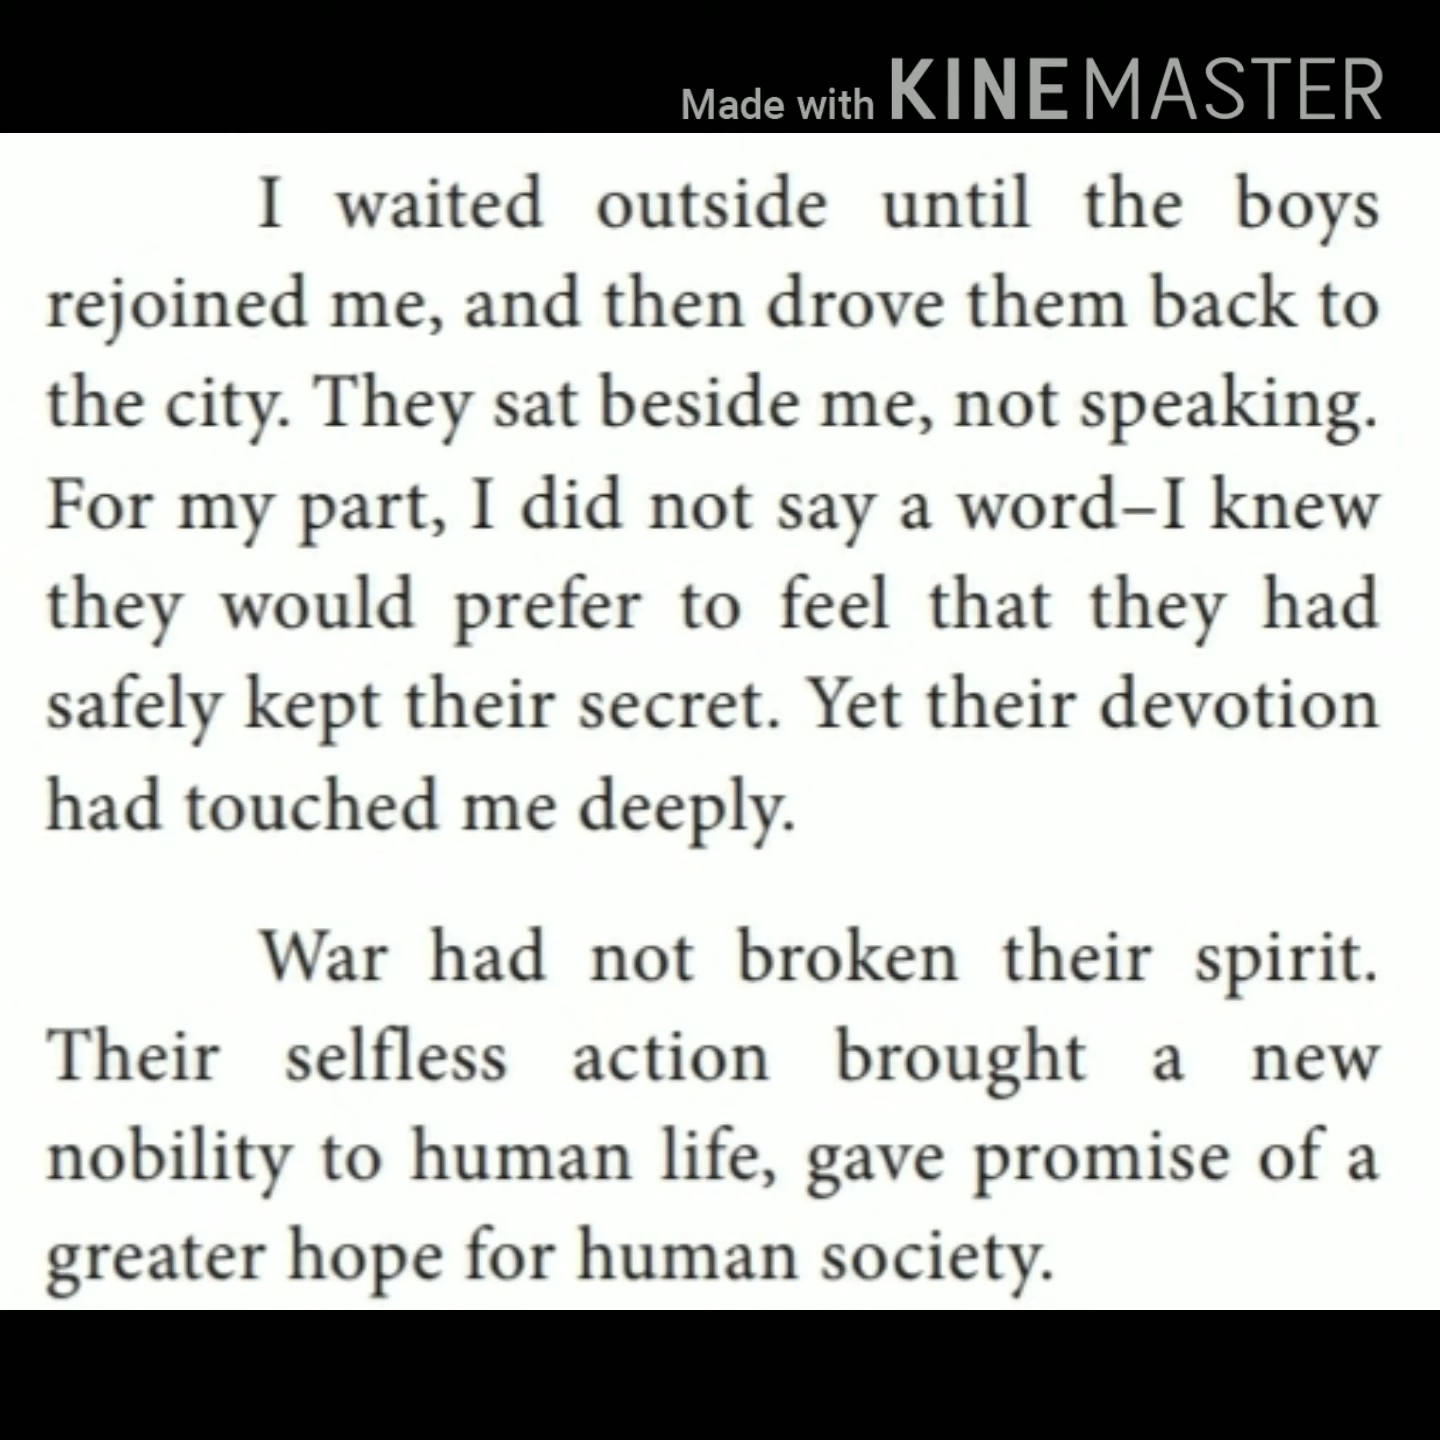 Made with KINEMASTER
I waited outside until the boys
rejoined me, and then drove them back to
the city. They sat beside me, not speaking.
For my part, I did not say a word–I knew
they would prefer to feel that they had
safely kept their secret. Yet their devotion
had touched me deeply.
War had not broken their spirit.
Their selfless action brought a new
nobility to human life, gave promise of a
greater hope for human society.